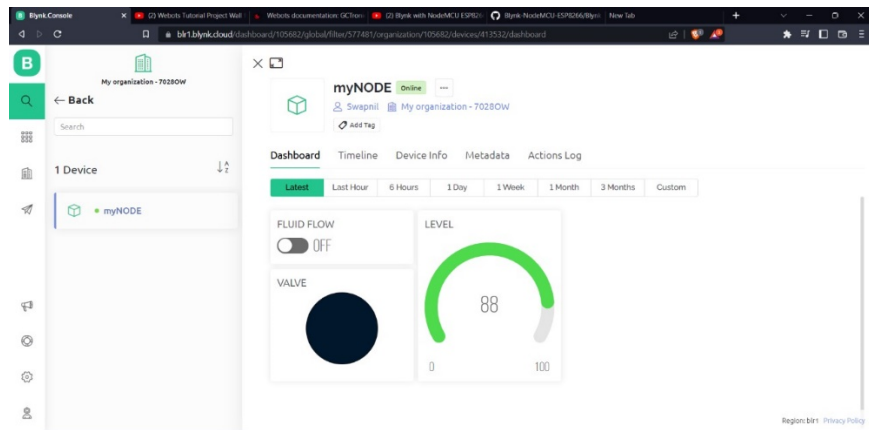 Blynk.Console
(2) Webots Tutorial Project Wall
Webots documentation: GCTronic
(2) Blynk with NodeMCU ESP826
Blynk-NodeMCU-ESP8266/Blynk
New Tab
blr1.blynk.cloud/dashboard/105682/global/filter/577481/organization/105682/devices/413532/dashboard
B
My organization - 7028OW
← Back
Search
1 Device
myNODE
myNODE Online ...
Swapnil My organization - 7028OW
Add Tag
Dashboard Timeline Device Info Metadata Actions Log
Latest Last Hour 6 Hours 1 Day 1 Week 1 Month 3 Months Custom
FLUID FLOW
OFF
VALVE
LEVEL
88
0 100
Region: blr1 Privacy Policy